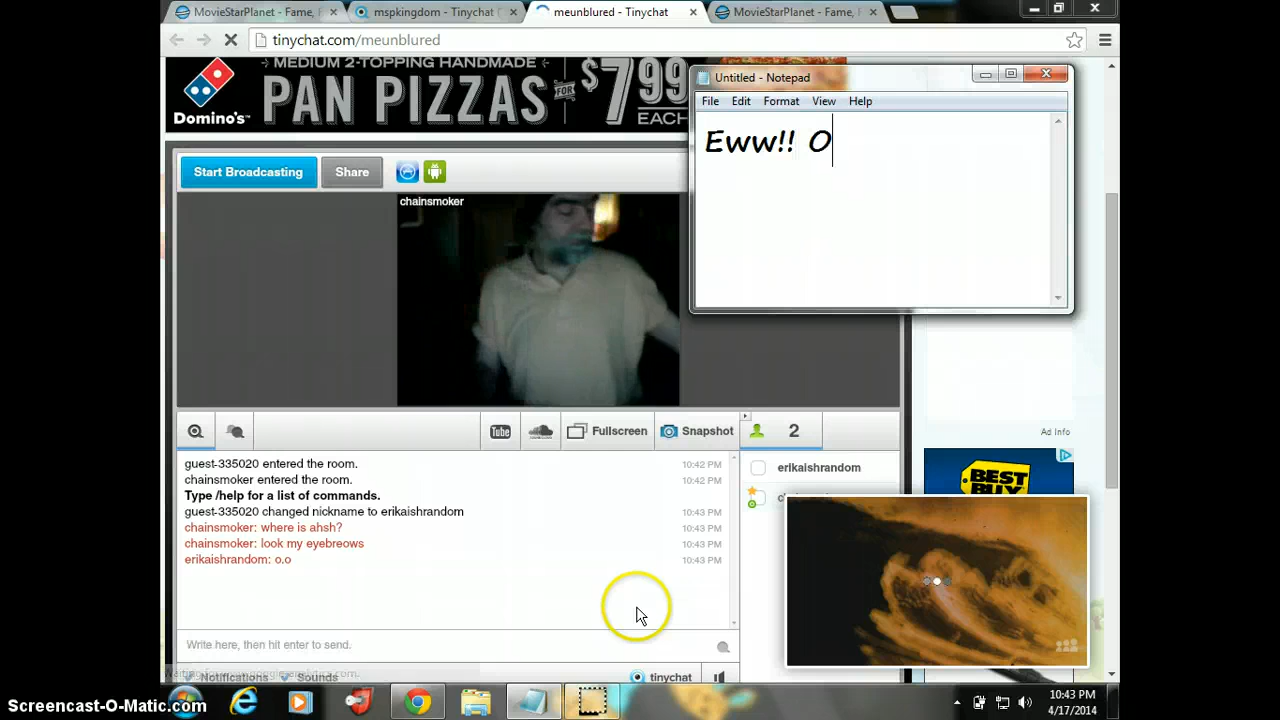 MovieStarPlanet - Fame, F
mspkingdom - Tinychat
meunblured - Tinychat
MovieStarPlanet - Fame, F
tinychat.com/meunblured
MEDIUM 2-TOPPING HANDMADE
PAN PIZZAS FOR $7.99 EACH
Domino's
Untitled - Notepad
File Edit Format View Help
Eww!! O
Start Broadcasting
Share
chainsmoker
You Tube
Fullscreen
Snapshot
2
guest-335020 entered the room. 10:42 PM
chainsmoker entered the room. 10:42 PM
Type /help for a list of commands.
guest-335020 changed nickname to erikaishrandom 10:43 PM
chainsmoker: where is ahsh? 10:43 PM
chainsmoker: look my eyebreows 10:43 PM
erikaishrandom: o.o 10:43 PM
erikaishrandom
Ad Info
BEST BUY
Write here, then hit enter to send.
Notifications
Sounds
tinychat
10:43 PM
4/17/2014
Screencast-O-Matic.com